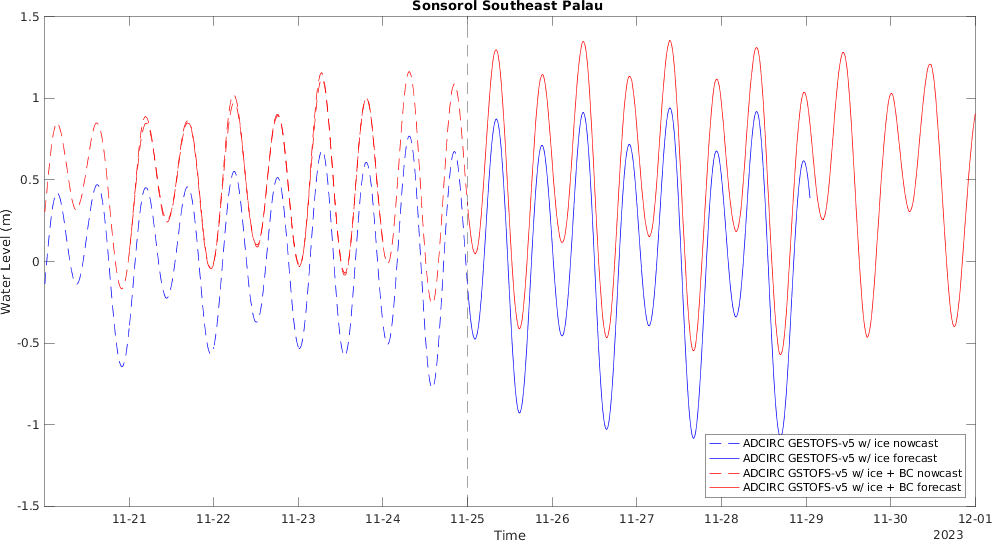 Sonsorol Southeast Palau
1.5
1
0.5
0
-0.5
-1
-1.5
Water Level (m)
11-21
11-22
11-23
11-24
11-25
11-26
11-27
11-28
11-29
11-30
12-01
Time
2023
ADCIRC GESTOFS-v5 w/ ice nowcast
ADCIRC GESTOFS-v5 w/ ice forecast
ADCIRC GSTOFS-v5 w/ ice + BC nowcast
ADCIRC GSTOFS-v5 w/ ice + BC forecast